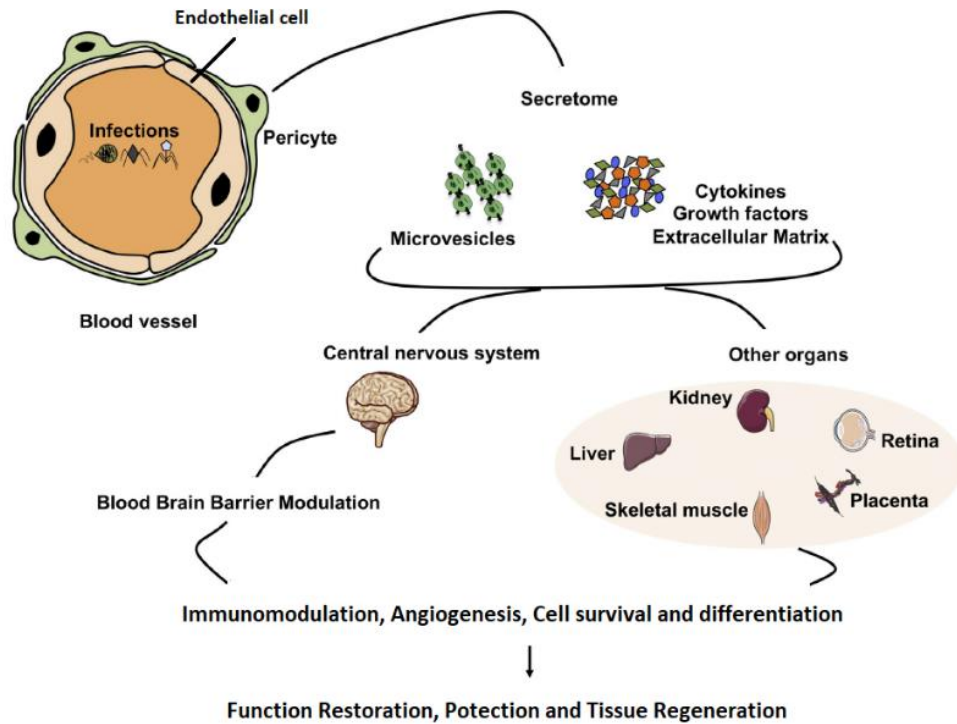 Endothelial cell
Infections
Pericyte
Blood vessel
Secretome
Microvesicles
Cytokines
Growth factors
Extracellular Matrix
Central nervous system
Other organs
Kidney
Liver
Retina
Skeletal muscle
Placenta
Blood Brain Barrier Modulation
Immunomodulation, Angiogenesis, Cell survival and differentiation
Function Restoration, Potection and Tissue Regeneration